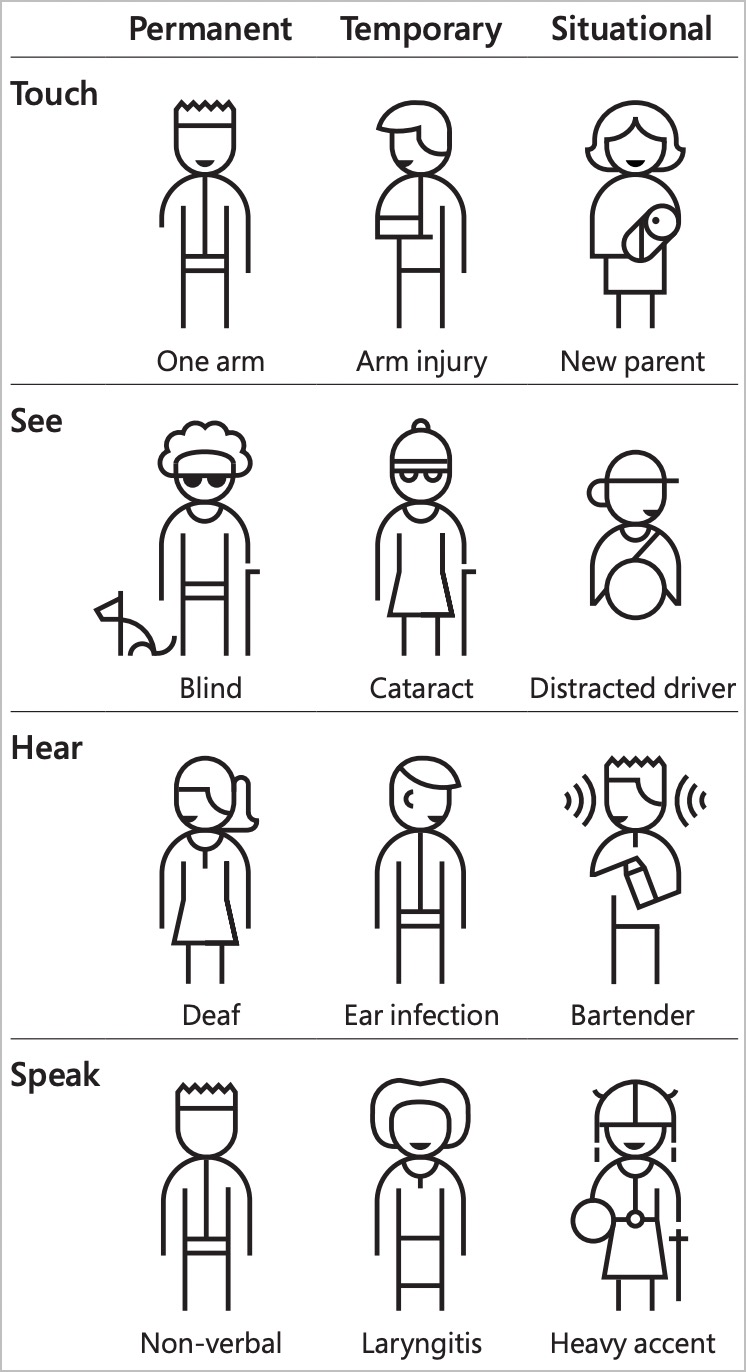 Permanent Temporary Situational
Touch
One arm Arm injury New parent
See
Blind Cataract Distracted driver
Hear
Deaf Ear infection Bartender
Speak
Non-verbal Laryngitis Heavy accent